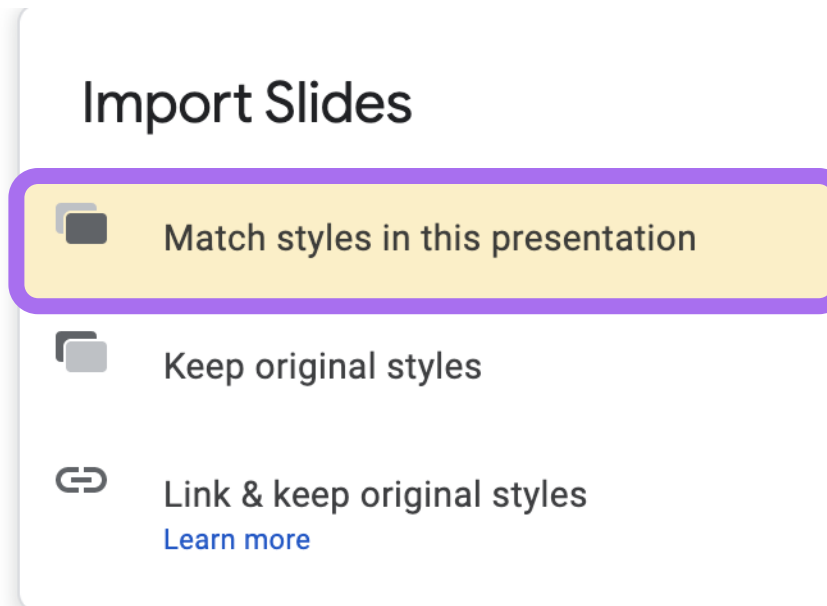 Import Slides
Match styles in this presentation
Keep original styles
Link & keep original styles
Learn more